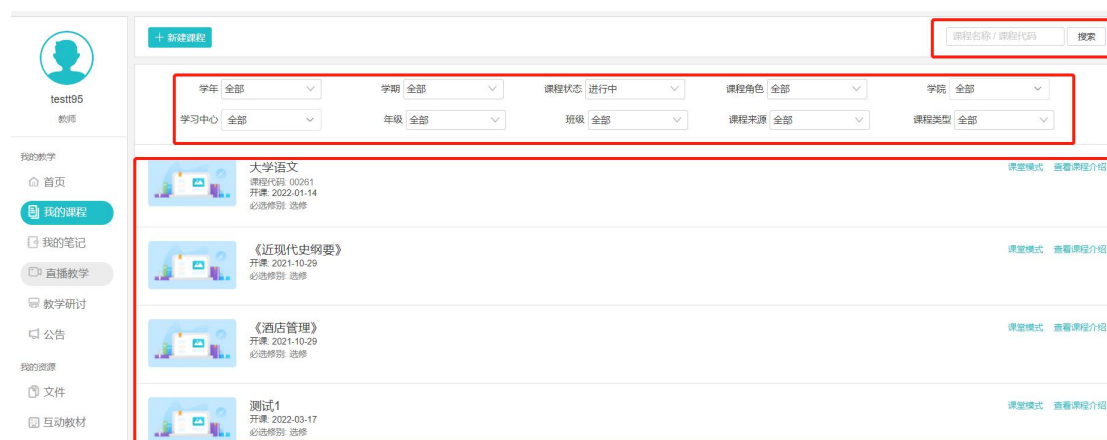 testt95
教师
我的教学
首页
我的课程
我的笔记
直播教学
教学研讨
公告
我的资源
文件
互动教材
+ 新建课程
课程名称 / 课程代码 搜索
学年 全部 学期 全部 课程状态 进行中 课程角色 全部 学院 全部
学习中心 全部 年级 全部 班级 全部 课程来源 全部 课程类型 全部
大学语文 课堂模式 查看课程介绍
课程代码: 00261
开课: 2022-01-14
必选修别: 选修
《近现代史纲要》 课堂模式 查看课程介绍
开课: 2021-10-29
必选修别: 选修
《酒店管理》 课堂模式 查看课程介绍
开课: 2021-10-29
必选修别: 选修
测试1 课堂模式 查看课程介绍
开课: 2022-03-17
必选修别: 选修